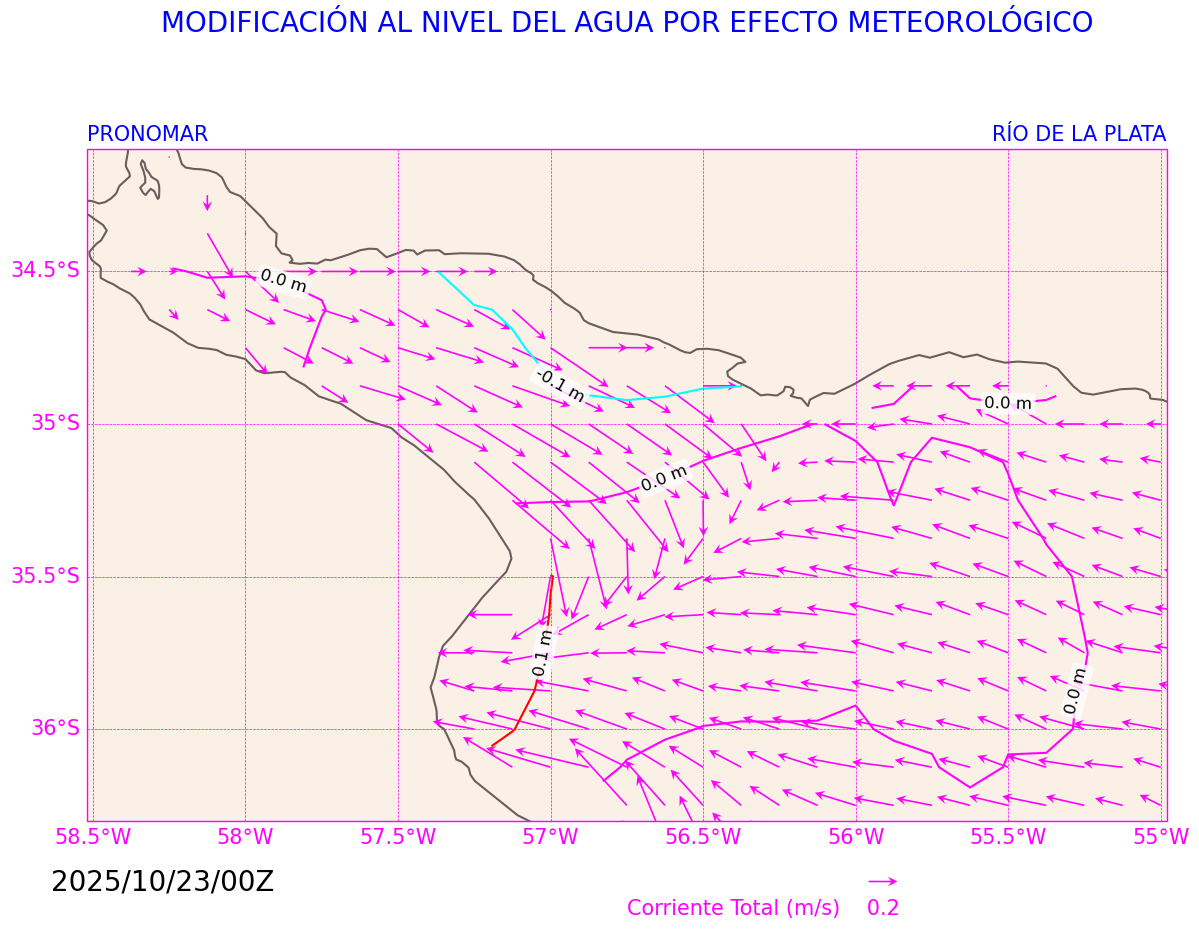 MODIFICACIÓN AL NIVEL DEL AGUA POR EFECTO METEOROLÓGICO
PRONOMAR
RÍO DE LA PLATA
34.5°S
0.0 m
-0.1 m
0.0 m
35°S
0.0 m
35.5°S
0.1 m
0.0 m
36°S
58.5°W
58°W
57.5°W
57°W
56.5°W
56°W
55.5°W
55°W
2025/10/23/00Z
Corriente Total (m/s) 0.2